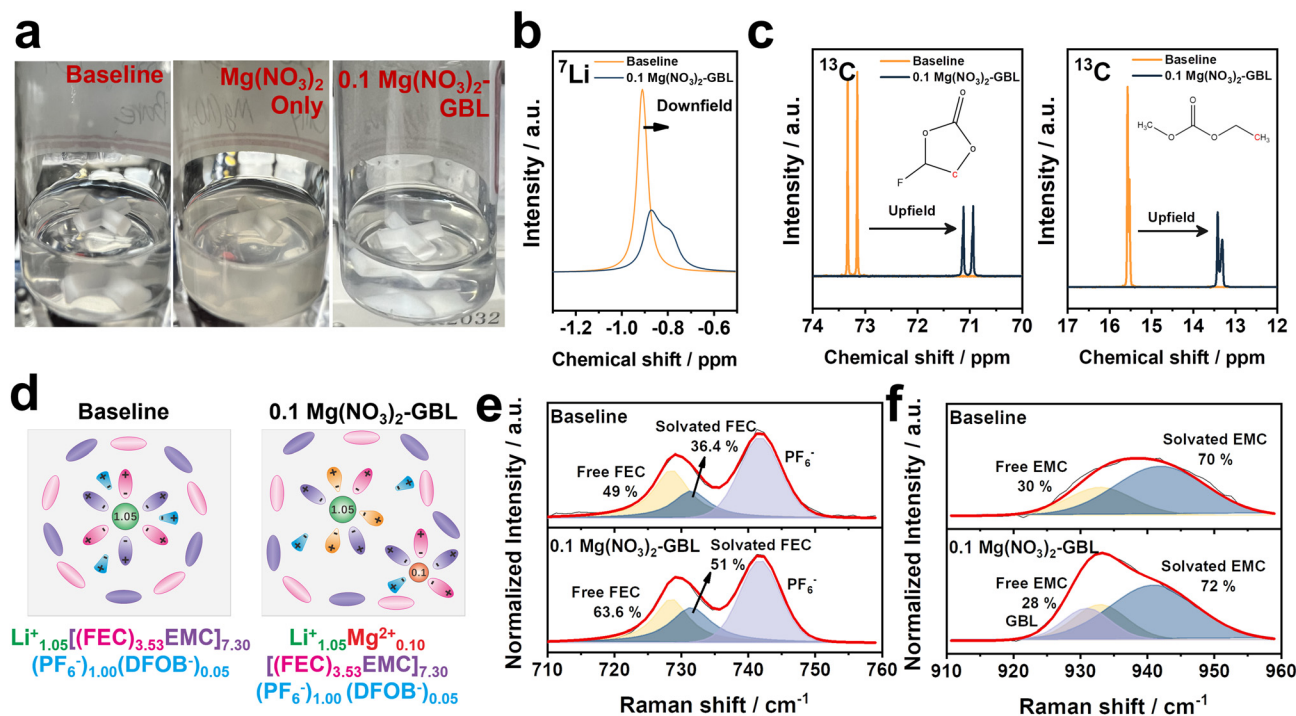 a
Baseline
Mg(NO3)2
Only
0.1 Mg(NO3)2-
GBL
2032
b
7Li
Baseline
0.1 Mg(NO3)2-GBL
Downfield
Intensity / a.u.
-1.2 -1.0 -0.8 -0.6
Chemical shift / ppm
c
13C
Baseline
0.1 Mg(NO3)2-GBL
O
O
O
F
C
Upfield
Intensity / a.u.
74 73 72 71 70
Chemical shift / ppm
13C
Baseline
0.1 Mg(NO3)2-GBL
O
H3C
O
O
CH3
Upfield
Intensity / a.u.
17 16 15 14 13 12
Chemical shift / ppm
d
Baseline
1.05
Li+1.05[(FEC)3.53EMC]7.30
(PF6-)1.00(DFOB-)0.05
0.1 Mg(NO3)2-GBL
1.05
0.1
Li+1.05Mg2+0.10
[(FEC)3.53EMC]7.30
(PF6-)1.00 (DFOB-)0.05
e
Normalized Intensity / a.u.
Baseline
Solvated FEC
36.4 %
Free FEC
49 %
PF6-
0.1 Mg(NO3)2-GBL
Solvated FEC
51 %
Free FEC
63.6 %
PF6-
710 720 730 740 750 760
Raman shift / cm-1
f
Normalized Intensity / a.u.
Baseline
Solvated EMC
70 %
Free EMC
30 %
0.1 Mg(NO3)2-GBL
Solvated EMC
72 %
Free EMC
28 %
GBL
910 920 930 940 950 960
Raman shift / cm-1